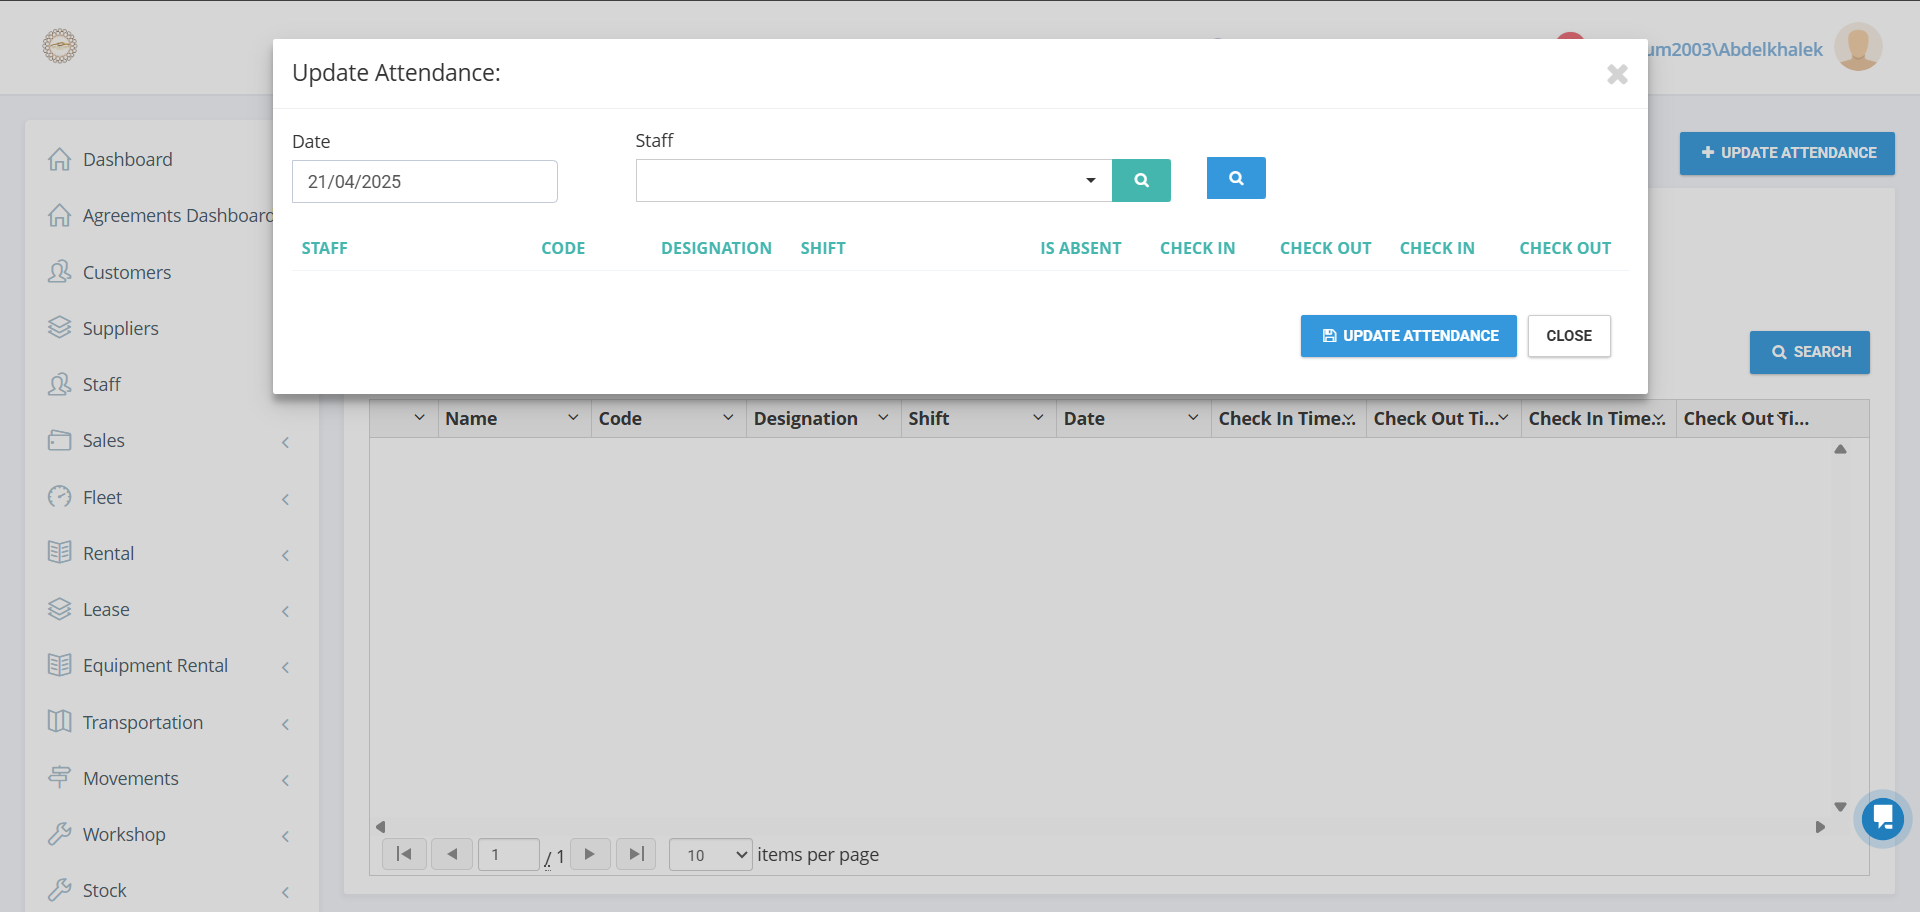 um2003\Abdelkhalek
Update Attendance:
Date
Staff
21/04/2025
STAFF CODE DESIGNATION SHIFT IS ABSENT CHECK IN CHECK OUT CHECK IN CHECK OUT
UPDATE ATTENDANCE
CLOSE
UPDATE ATTENDANCE
SEARCH
Dashboard
Agreements Dashboard
Customers
Suppliers
Staff
Sales
Fleet
Rental
Lease
Equipment Rental
Transportation
Movements
Workshop
Stock
Name Code Designation Shift Date Check In Time... Check Out Ti... Check In Time... Check Out Ti...
1 / 1 10 items per page